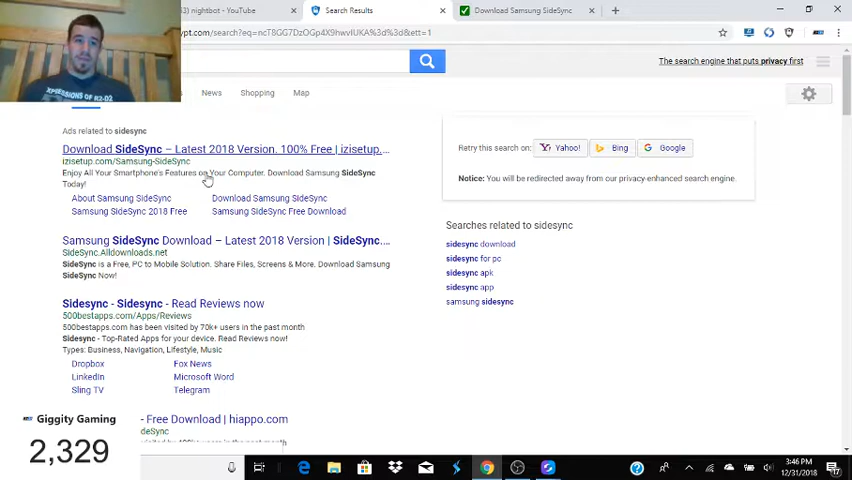 ) nightbot - YouTube
Search Results
Download Samsung SideSync
ypt.com/search?eq=ncT8GG7DzOGp4X9hwvIUKA%3d%3d&ett=1
The search engine that puts privacy first
News Shopping Map
XPSESSIONS OF R2-D2
Ads related to sidesync
Retry this search on: Yahoo! Bing Google
Notice: You will be redirected away from our privacy-enhanced search engine.
Download SideSync – Latest 2018 Version. 100% Free | izisetup....
izisetup.com/Samsung-SideSync
Enjoy All Your Smartphone's Features on Your Computer. Download Samsung SideSync
Today!
About Samsung SideSync Download Samsung SideSync
Samsung SideSync 2018 Free Samsung SideSync Free Download
Samsung SideSync Download – Latest 2018 Version | SideSync....
SideSync.Alldownloads.net
SideSync is a Free, PC to Mobile Solution. Share Files, Screens & More. Download Samsung
SideSync Now!
Sidesync - Sidesync - Read Reviews now
500bestapps.com/Apps/Reviews
500bestapps.com has been visited by 70k+ users in the past month
Sidesync - Top-Rated Apps for your device. Read Reviews now!
Types: Business, Navigation, Lifestyle, Music
Dropbox Fox News
LinkedIn Microsoft Word
Sling TV Telegram
- Free Download | hiappo.com
deSync
Searches related to sidesync
sidesync download
sidesync for pc
sidesync apk
sidesync app
samsung sidesync
Giggity Gaming
2,329
3:46 PM
12/31/2018
17